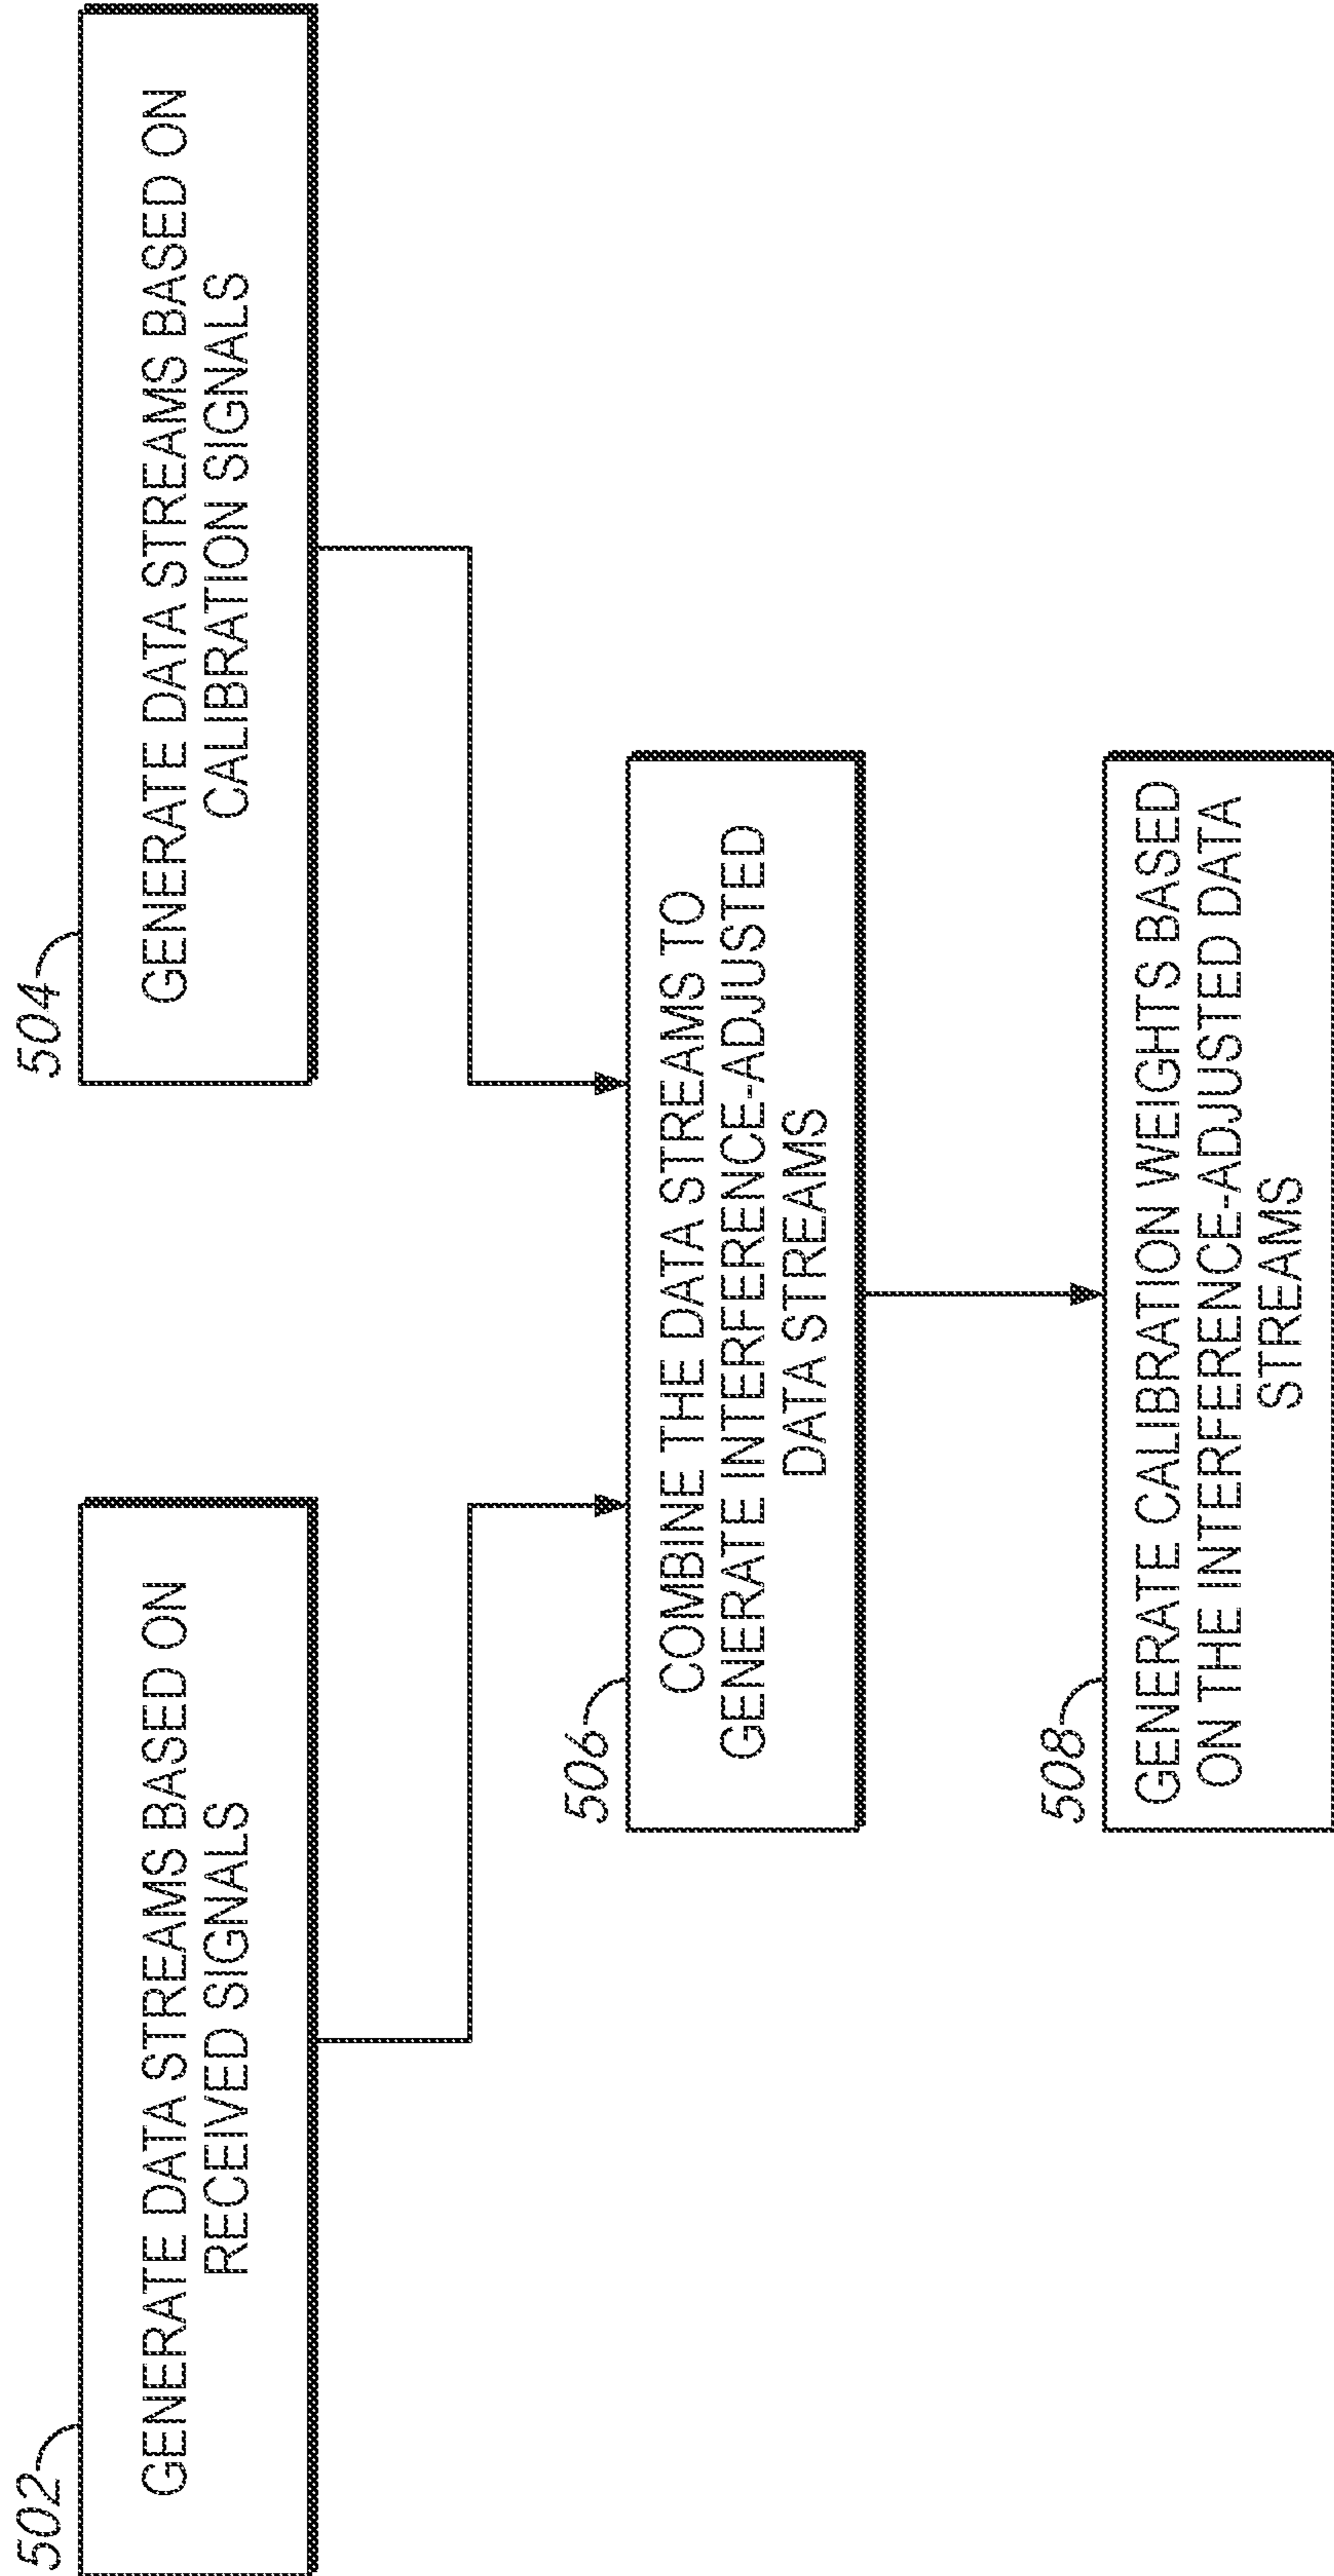 502
GENERATE DATA STREAMS BASED ON
RECEIVED SIGNALS
504
GENERATE DATA STREAMS BASED ON
CALIBRATION SIGNALS
506
COMBINE THE DATA STREAMS TO
GENERATE INTERFERENCE-ADJUSTED
DATA STREAMS
508
GENERATE CALIBRATION WEIGHTS BASED
ON THE INTERFERENCE-ADJUSTED DATA
STREAMS